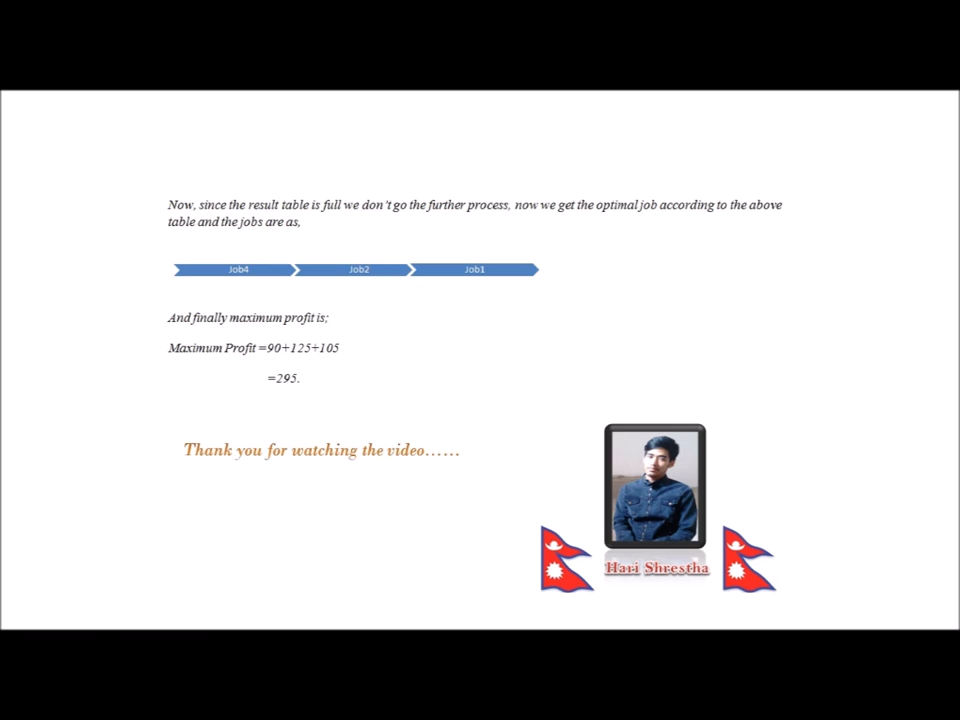 Now, since the result table is full we don't go the further process, now we get the optimal job according to the above
table and the jobs are as,
Job4 Job2 Job1
And finally maximum profit is;
Maximum Profit =90+125+105
=295.
Thank you for watching the video……
Hari Shrestha